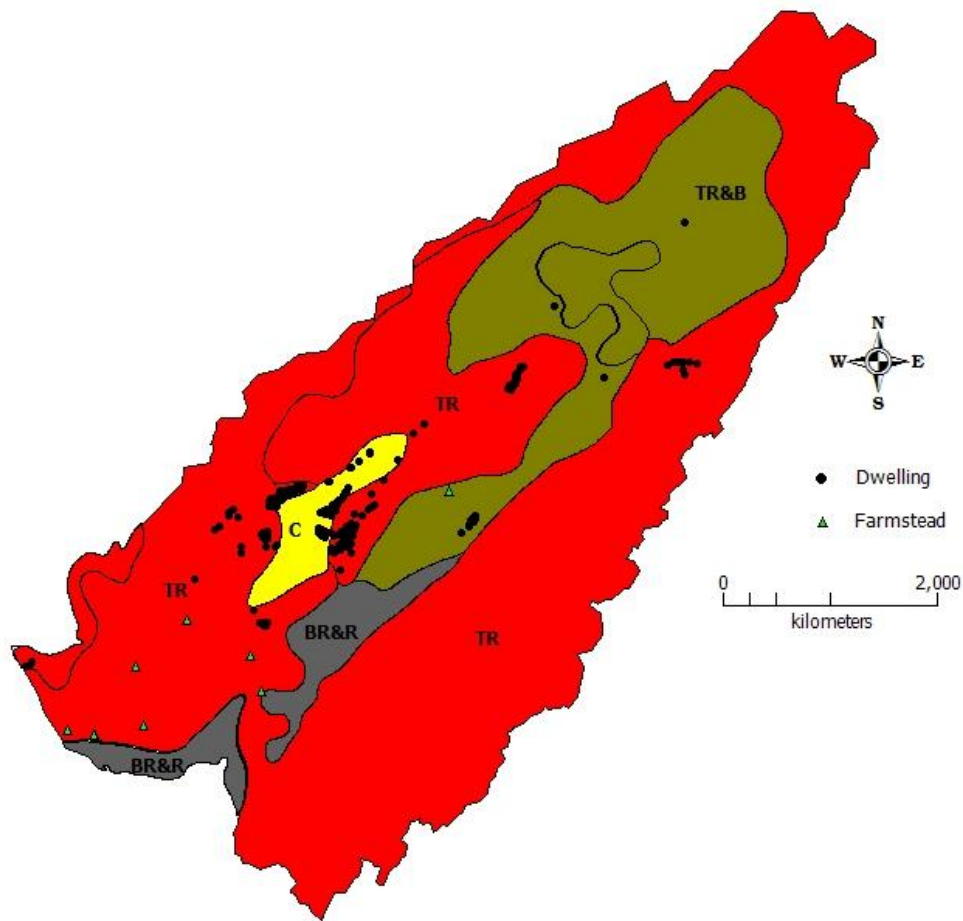 TR&B
N
W
E
S
TR
C
Dwelling
Farmstead
TR
0
2,000
kilometers
BR&R
TR
BR&R